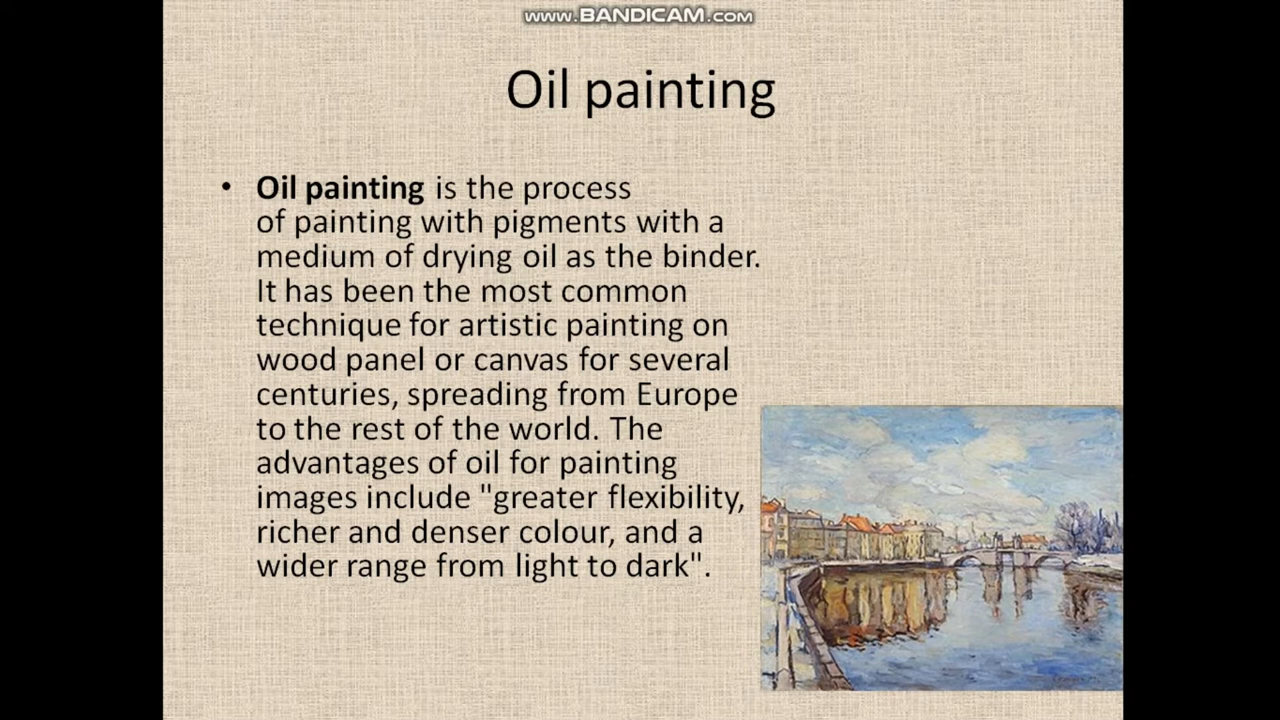 www.BANDICAM.com
Oil painting
• Oil painting is the process
of painting with pigments with a
medium of drying oil as the binder.
It has been the most common
technique for artistic painting on
wood panel or canvas for several
centuries, spreading from Europe
to the rest of the world. The
advantages of oil for painting
images include "greater flexibility,
richer and denser colour, and a
wider range from light to dark".